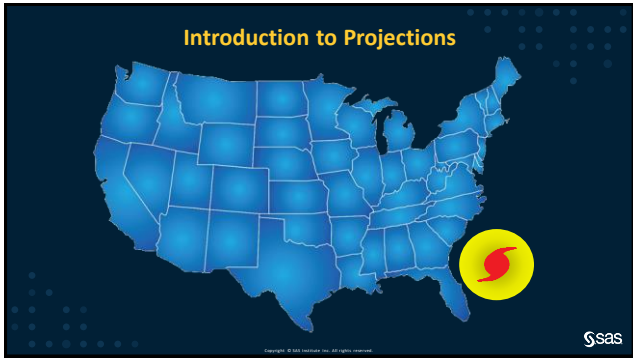 Introduction to Projections
Copyright © SAS Institute Inc. All rights reserved.
sas